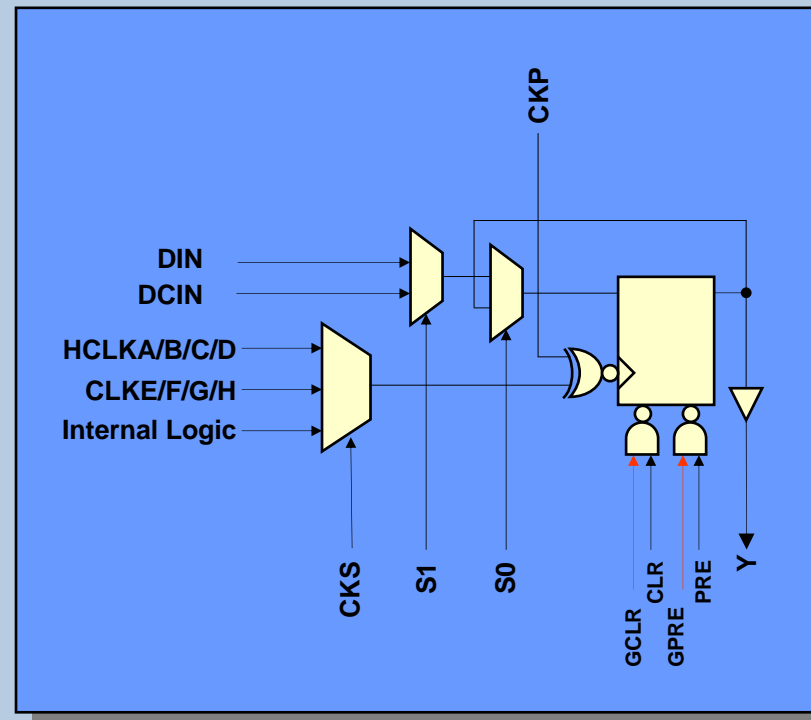 CKP
DIN
DCIN
HCLKA/B/C/D
CLKE/F/G/H
Internal Logic
CKS
S1
S0
GCLR
CLR
GPRE
PRE
Y